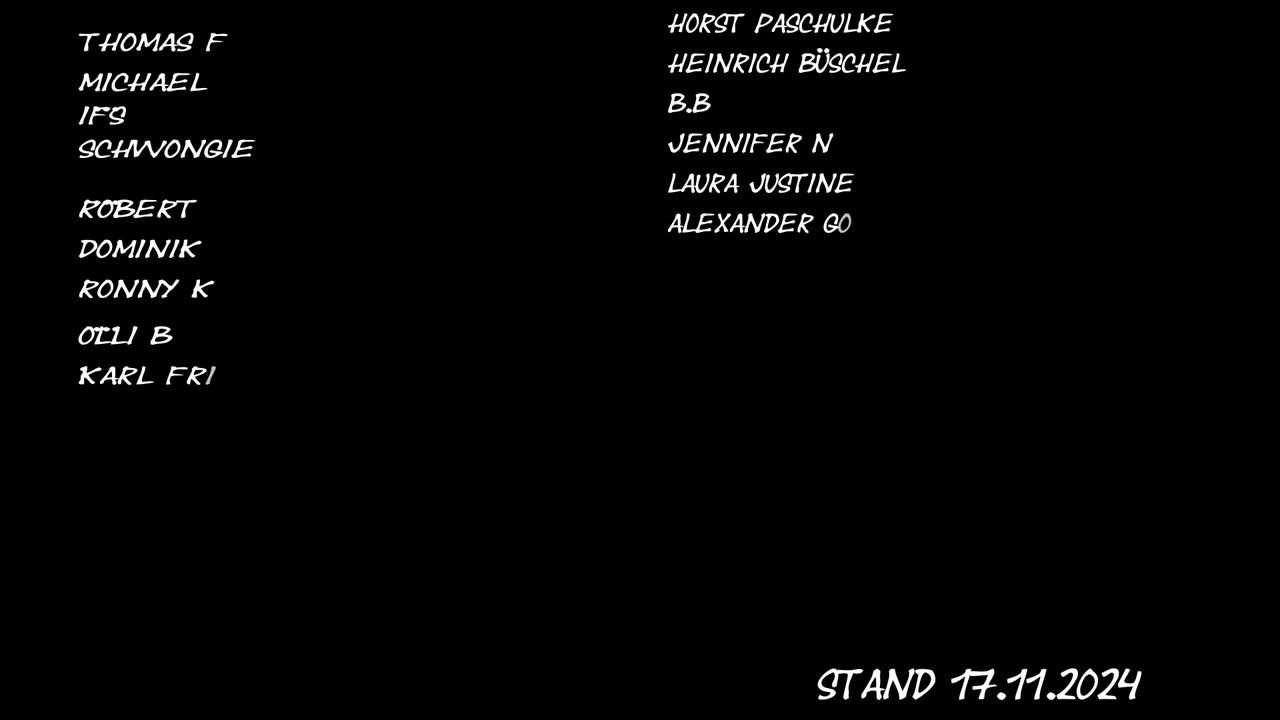 THOMAS F
MICHAEL
IFS
SCHWONGIE
ROBERT
DOMINIK
RONNY K
OLLI B
KARL FRI
HORST PASCHULKE
HEINRICH BÜSCHEL
B.B
JENNIFER N
LAURA JUSTINE
ALEXANDER GO
STAND 17.11.2024